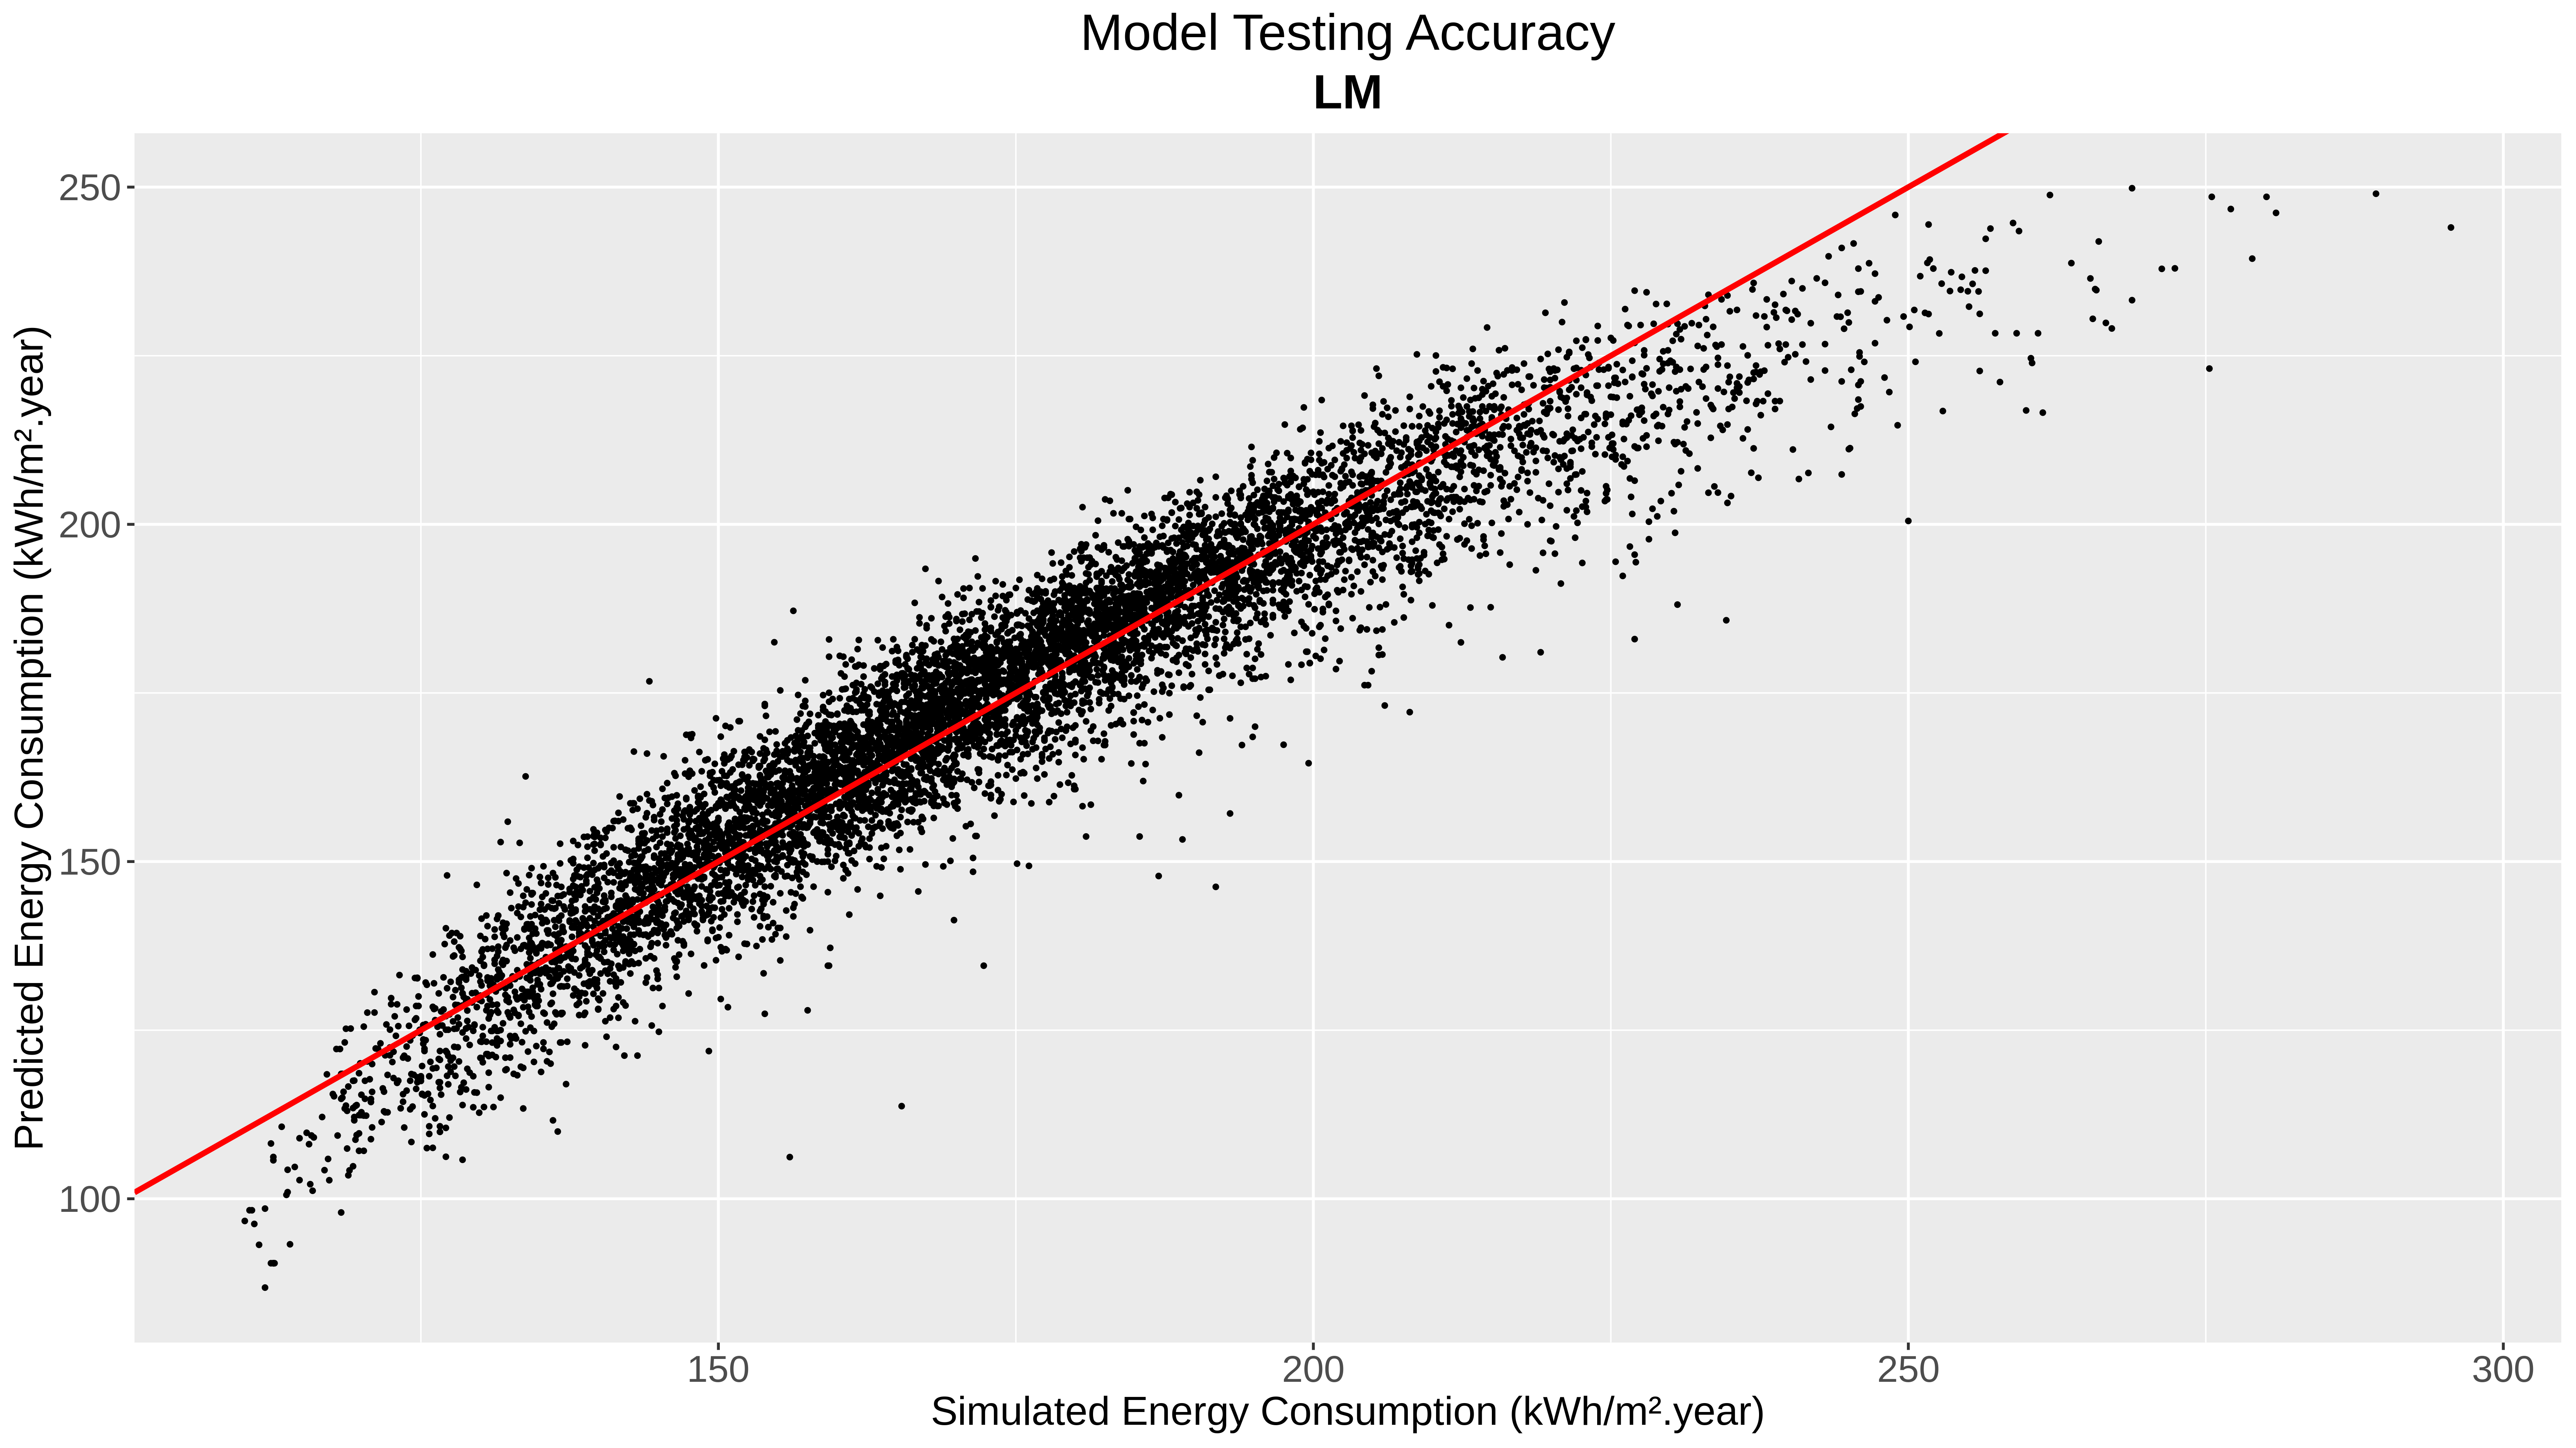 Model Testing Accuracy
LM
Predicted Energy Consumption (kWh/m².year)
250
200
150
100
150
200
250
300
Simulated Energy Consumption (kWh/m².year)